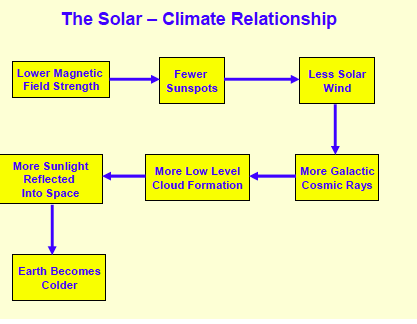 The Solar – Climate Relationship
Lower Magnetic
Field Strength
Fewer
Sunspots
Less Solar
Wind
More Galactic
Cosmic Rays
More Low Level
Cloud Formation
More Sunlight
Reflected
Into Space
Earth Becomes
Colder